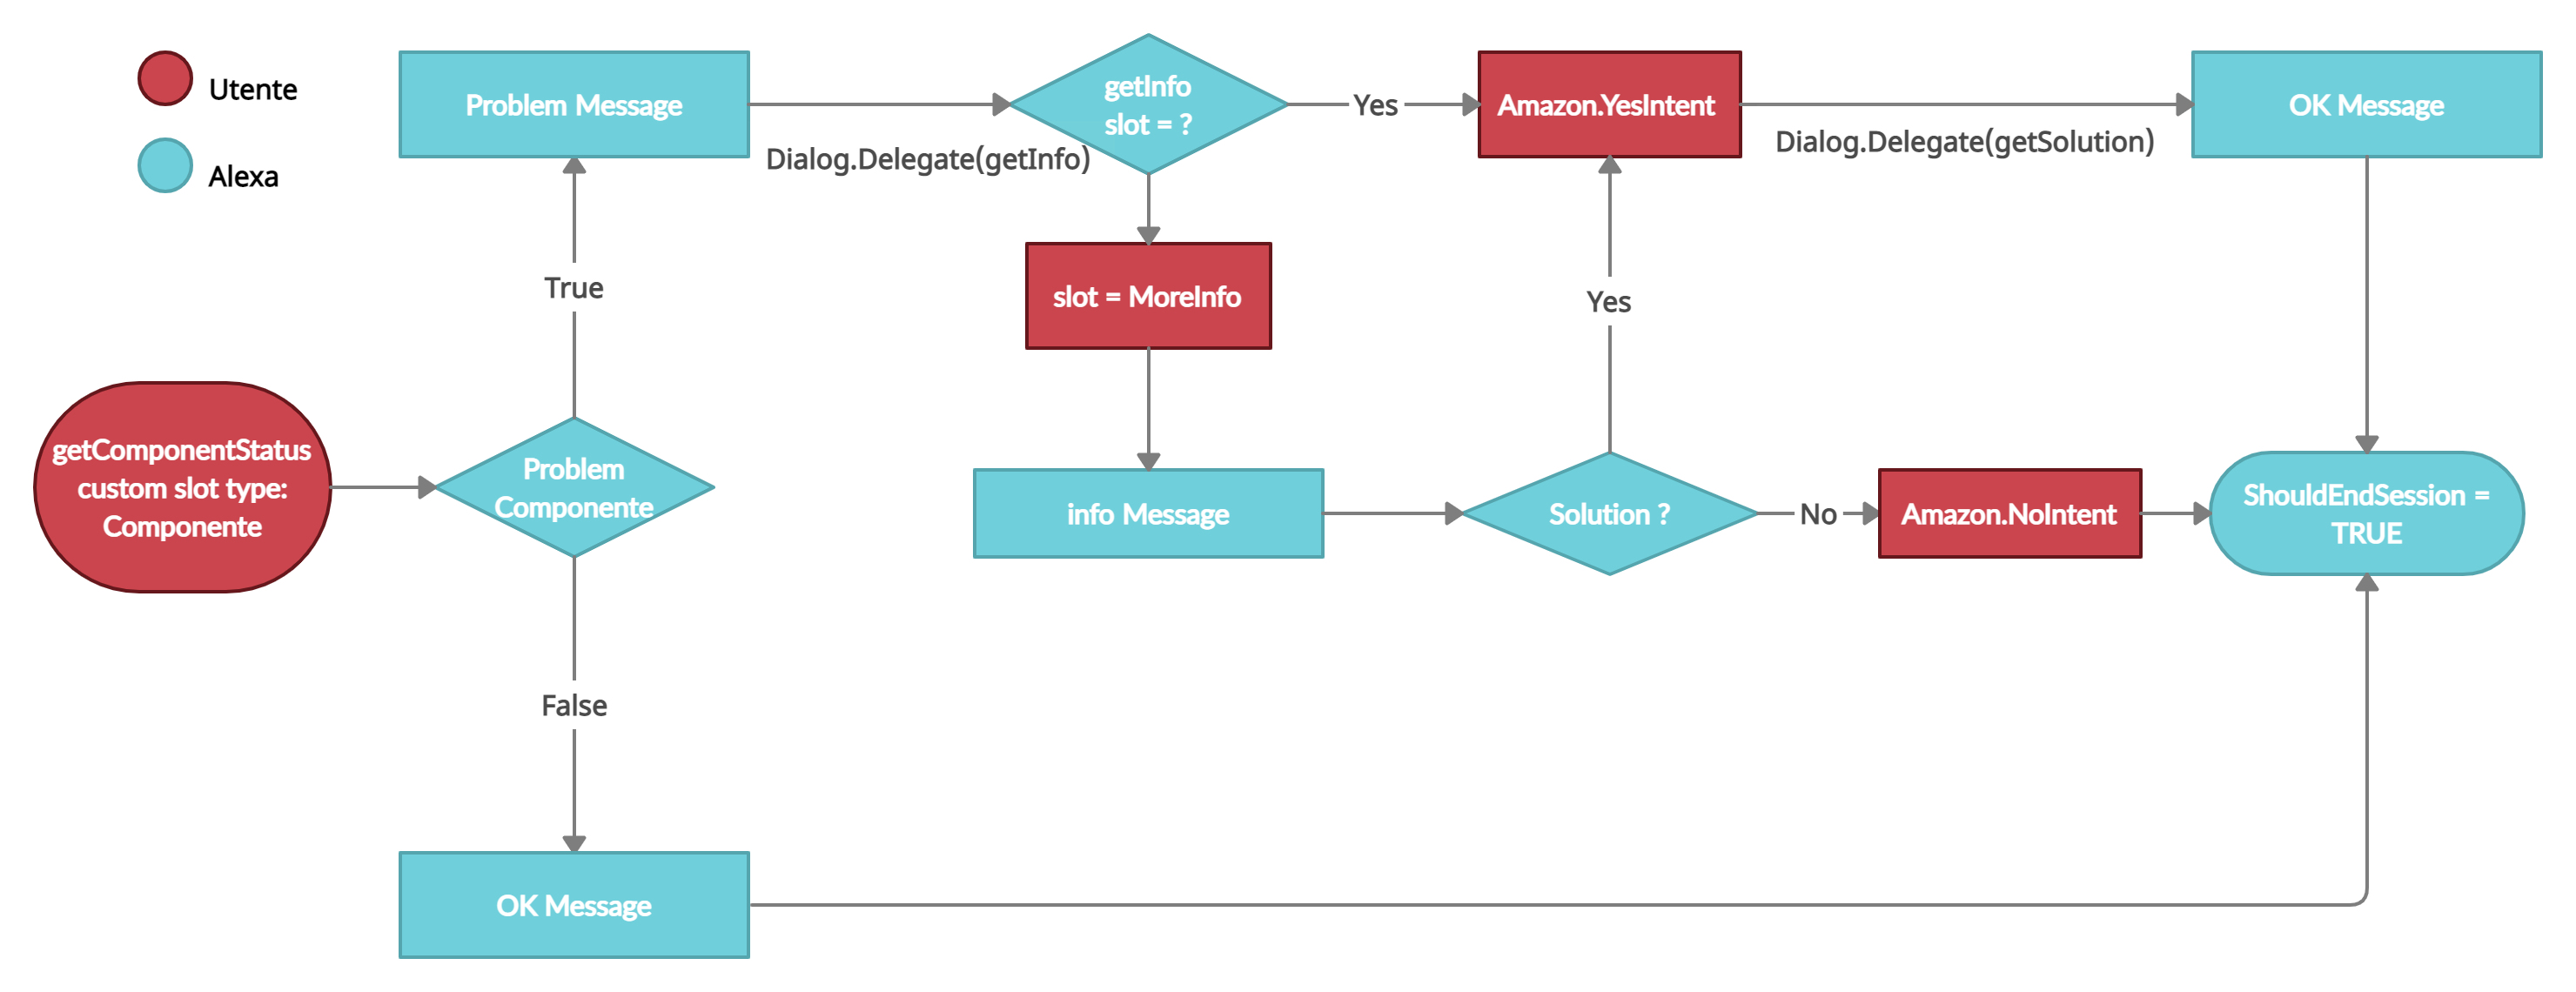 Utente
Alexa
Problem Message
Dialog.Delegate(getInfo)
getInfo
slot = ?
Yes
Amazon.YesIntent
Dialog.Delegate(getSolution)
OK Message
True
slot = MoreInfo
Yes
getComponentStatus
custom slot type:
Componente
Problem
Componente
info Message
Solution ?
No
Amazon.NoIntent
ShouldEndSession =
TRUE
False
OK Message